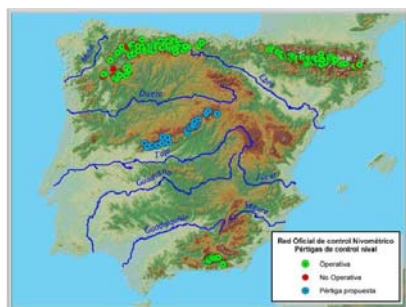 Miño
Duero
Ebro
Tajo
Júcar
Guadiana
Segura
Guadalquivir
Red Oficial de control Nivométrico
Pértigas de control nival
Operativa
No Operativa
Pértiga propuesta